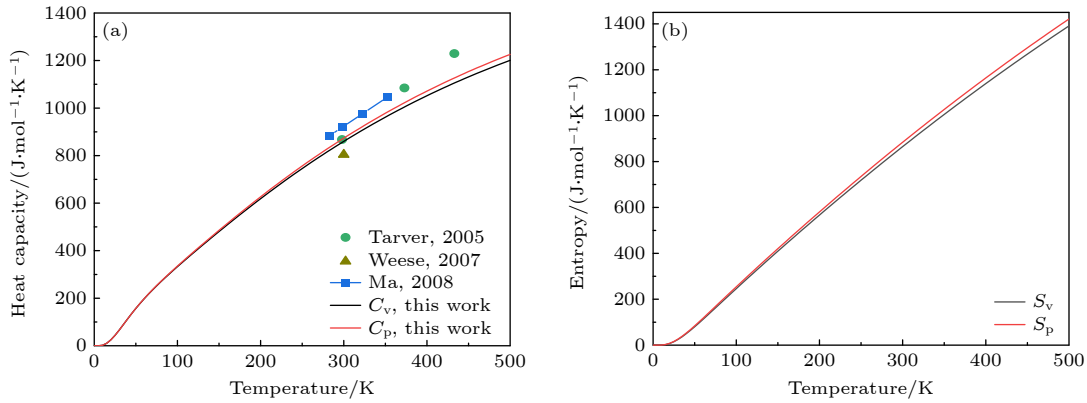 (a)
Heat capacity/(J·mol⁻¹·K⁻¹)
1400
1200
1000
800
600
400
200
0
0 100 200 300 400 500
Temperature/K
Tarver, 2005
Weese, 2007
Ma, 2008
Cᵥ, this work
Cₚ, this work
(b)
Entropy/(J·mol⁻¹·K⁻¹)
1400
1200
1000
800
600
400
200
0
0 100 200 300 400 500
Temperature/K
Sᵥ
Sₚ